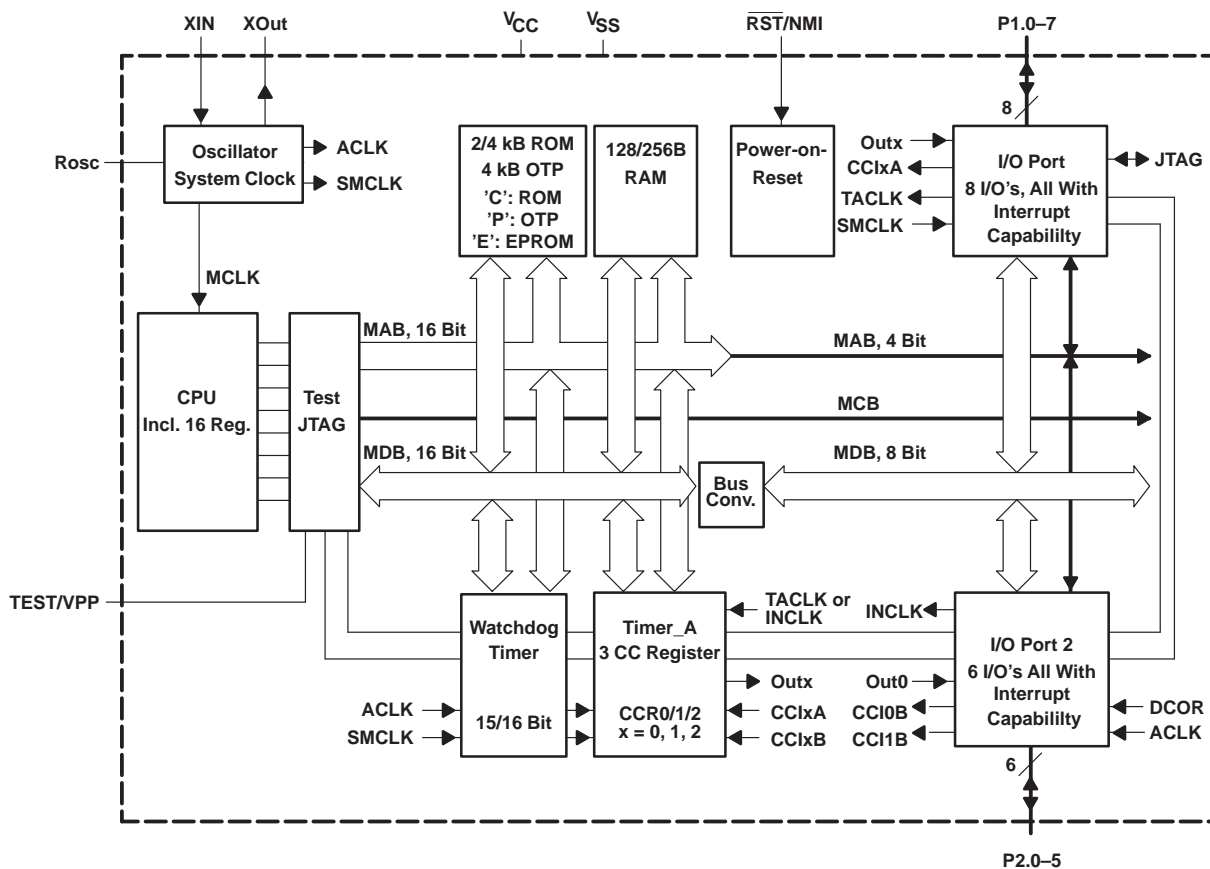 XIN
XOut
VCC
VSS
RST/NMI
P1.0–7
8
Oscillator
System Clock
Rosc
ACLK
SMCLK
2/4 kB ROM
4 kB OTP
'C': ROM
'P': OTP
'E': EPROM
128/256B
RAM
Power-on-
Reset
Outx
CCIxA
TACLK
SMCLK
I/O Port
8 I/O's, All With
Interrupt
Capabililty
JTAG
MCLK
CPU
Incl. 16 Reg.
Test
JTAG
MAB, 16 Bit
MAB, 4 Bit
MCB
MDB, 16 Bit
MDB, 8 Bit
Bus
Conv.
TEST/VPP
Watchdog
Timer
15/16 Bit
ACLK
SMCLK
Timer_A
3 CC Register
CCR0/1/2
x = 0, 1, 2
TACLK or
INCLK
Outx
CCIxA
CCIxB
INCLK
Out0
CCI0B
CCI1B
I/O Port 2
6 I/O's All With
Interrupt
Capabililty
DCOR
ACLK
6
P2.0–5